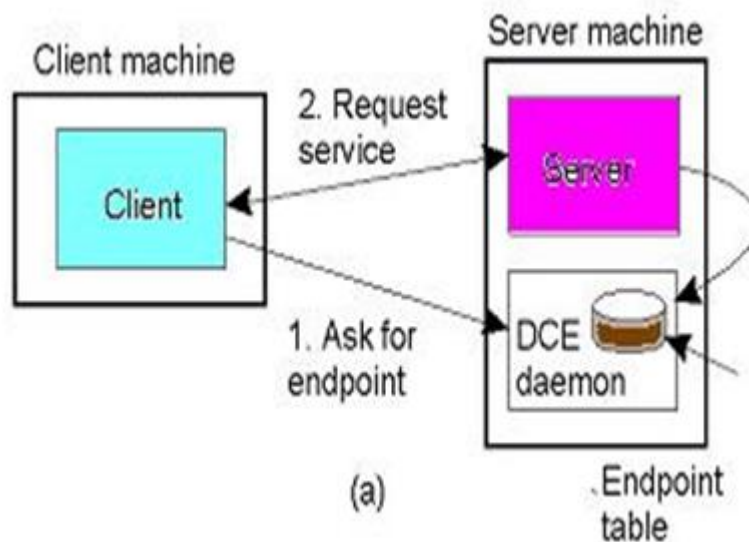 Client machine
Server machine
2. Request
service
Client
Server
1. Ask for
endpoint
DCE
daemon
(a)
Endpoint
table